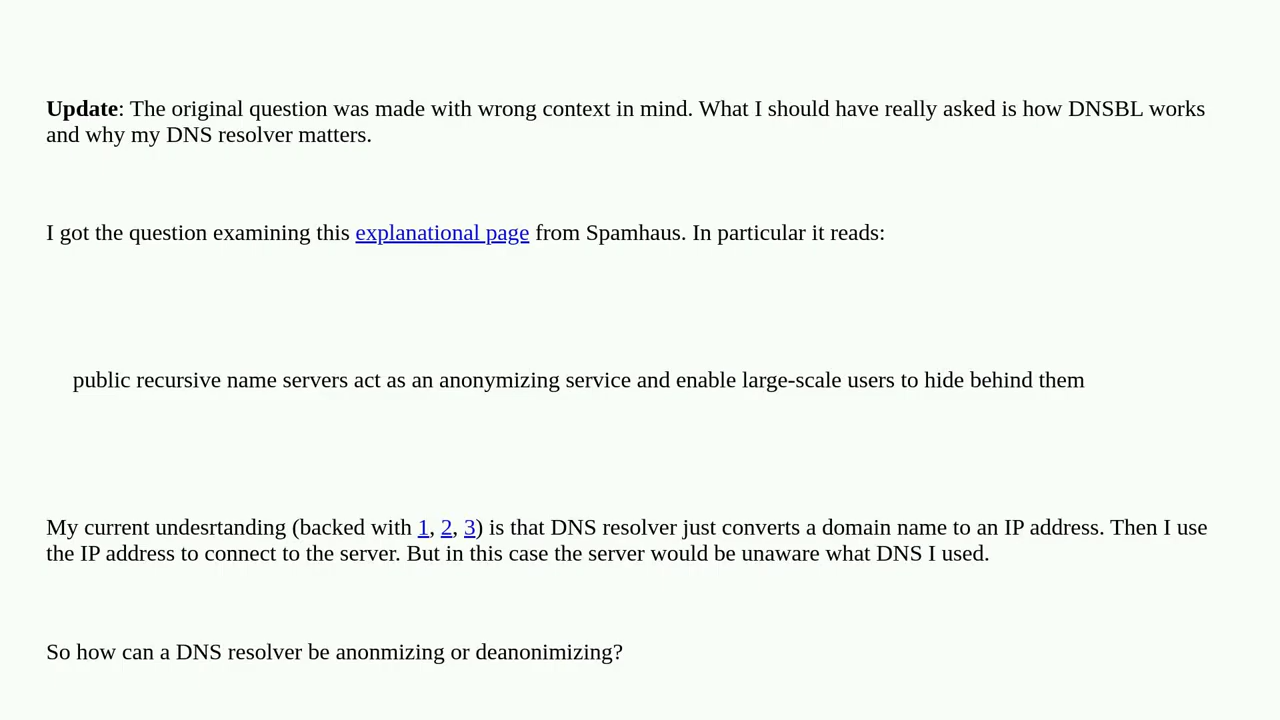 Update: The original question was made with wrong context in mind. What I should have really asked is how DNSBL works
and why my DNS resolver matters.
I got the question examining this explanational page from Spamhaus. In particular it reads:
public recursive name servers act as an anonymizing service and enable large-scale users to hide behind them
My current undesrtanding (backed with 1, 2, 3) is that DNS resolver just converts a domain name to an IP address. Then I use
the IP address to connect to the server. But in this case the server would be unaware what DNS I used.
So how can a DNS resolver be anonmizing or deanonimizing?